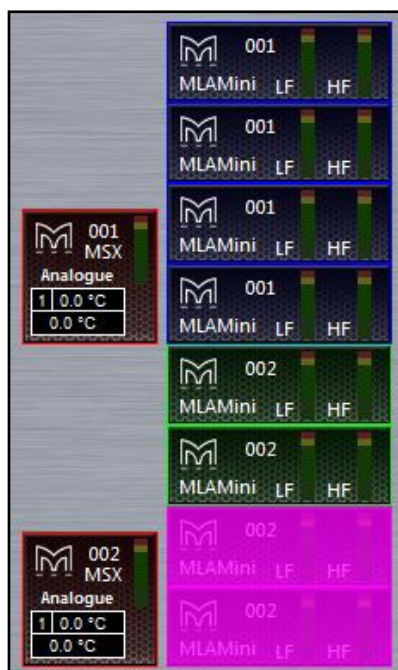 001
MLAMini LF HF
001
MLAMini LF HF
001
MLAMini LF HF
001
MSX
Analogue
1 0.0 °C
0.0 °C
001
MLAMini LF HF
002
MLAMini LF HF
002
MLAMini LF HF
002
MLAMini LF HF
002
MSX
Analogue
1 0.0 °C
0.0 °C
002
MLAMini LF HF